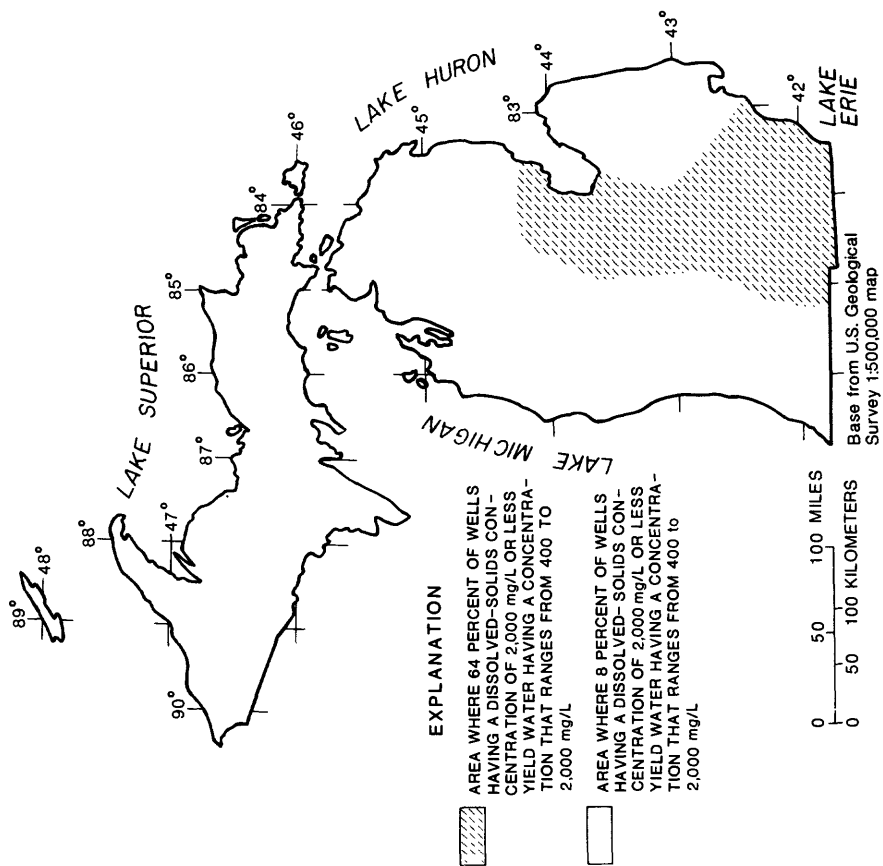 89°
48°
88°
47°
LAKE SUPERIOR
90°
87°
86°
85°
84°
46°
LAKE HURON
45°
83°
44°
43°
42°
LAKE
ERIE
LAKE MICHIGAN
EXPLANATION
AREA WHERE 64 PERCENT OF WELLS
HAVING A DISSOLVED-SOLIDS CON-
CENTRATION OF 2,000 mg/L OR LESS
YIELD WATER HAVING A CONCENTRA-
TION THAT RANGES FROM 400 TO
2,000 mg/L
AREA WHERE 8 PERCENT OF WELLS
HAVING A DISSOLVED-SOLIDS CON-
CENTRATION OF 2,000 mg/L OR LESS
YIELD WATER HAVING A CONCENTRA-
TION THAT RANGES FROM 400 to
2,000 mg/L
0 50 100 MILES
0 50 100 KILOMETERS
Base from U.S. Geological
Survey 1:500,000 map